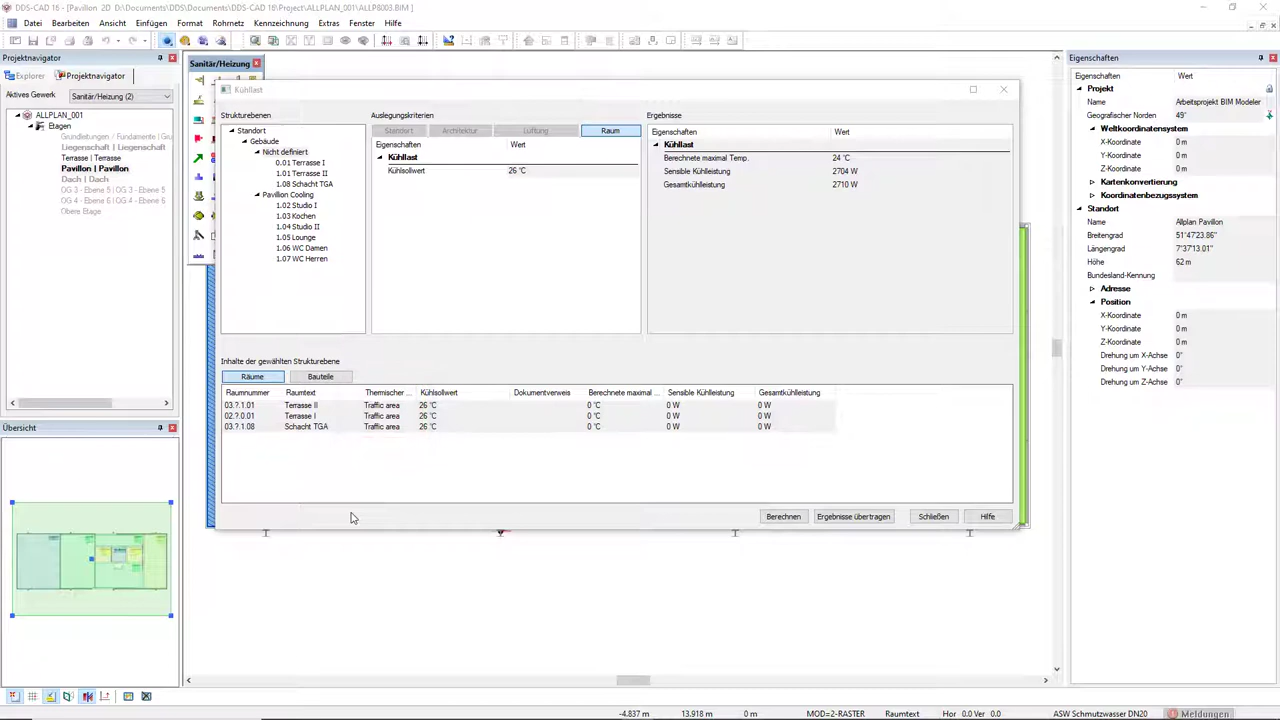 DDS-CAD 16 - [Pavillon 2D D:\Documents\DDS\Documents\DDS-CAD 16\Project\ALLPLAN_001\ALLP8003.BIM ]
Datei Bearbeiten Ansicht Einfügen Format Rohrnetz Kennzeichnung Extras Fenster Hilfe
Projektnavigator
Explorer Projektnavigator
Aktives Gewerk Sanitär/Heizung (2)
ALLPLAN_001
Etagen
Grundleitungen / Fundamente | Gru
Liegenschaft | Liegenschaft
Terrasse | Terrasse
Pavillon | Pavillon
Dach | Dach
OG 3 - Ebene 5 | OG 3 - Ebene 5
OG 4 - Ebene 6 | OG 4 - Ebene 6
Obere Etage
Übersicht
Sanitär/Heizung
Kühllast
Strukturebenen
Standort
Gebäude
Nicht definiert
0.01 Terrasse I
1.01 Terrasse II
1.08 Schacht TGA
Pavillon Cooling
1.02 Studio I
1.03 Kochen
1.04 Studio II
1.05 Lounge
1.06 WC Damen
1.07 WC Herren
Auslegungskriterien
Standort Architektur Lüftung Raum
Eigenschaften Wert
Kühllast
Kühlsollwert 26 °C
Ergebnisse
Eigenschaften Wert
Kühllast
Berechnete maximal Temp. 24 °C
Sensible Kühlleistung 2704 W
Gesamtkühlleistung 2710 W
Inhalte der gewählten Strukturebene
Räume Bauteile
Raumnummer Raumtext Thermischer ... Kühlsollwert Dokumentverweis Berechnete maximal ... Sensible Kühlleistung Gesamtkühlleistung
03.?.1.01 Terrasse II Traffic area 26 °C 0 °C 0 W 0 W
02.?.0.01 Terrasse I Traffic area 26 °C 0 °C 0 W 0 W
03.?.1.08 Schacht TGA Traffic area 26 °C 0 °C 0 W 0 W
Berechnen Ergebnisse übertragen Schließen Hilfe
Eigenschaften
Eigenschaften Wert
Projekt
Name Arbeitsprojekt BIM Modeler
Geografischer Norden 49°
Weltkoordinatensystem
X-Koordinate 0 m
Y-Koordinate 0 m
Z-Koordinate 0 m
Kartenkonvertierung
Koordinatenbezugssystem
Standort
Name Allplan Pavillon
Breitengrad 51°47'23.86"
Längengrad 7°37'13.01"
Höhe 62 m
Bundesland-Kennung
Adresse
Position
X-Koordinate 0 m
Y-Koordinate 0 m
Z-Koordinate 0 m
Drehung um X-Achse 0°
Drehung um Y-Achse 0°
Drehung um Z-Achse 0°
-4.837 m 13.918 m 0 m MOD=2-RASTER Raumtext Hor 0.0 Ver 0.0 ASW Schmutzwasser DN20 Meldungen